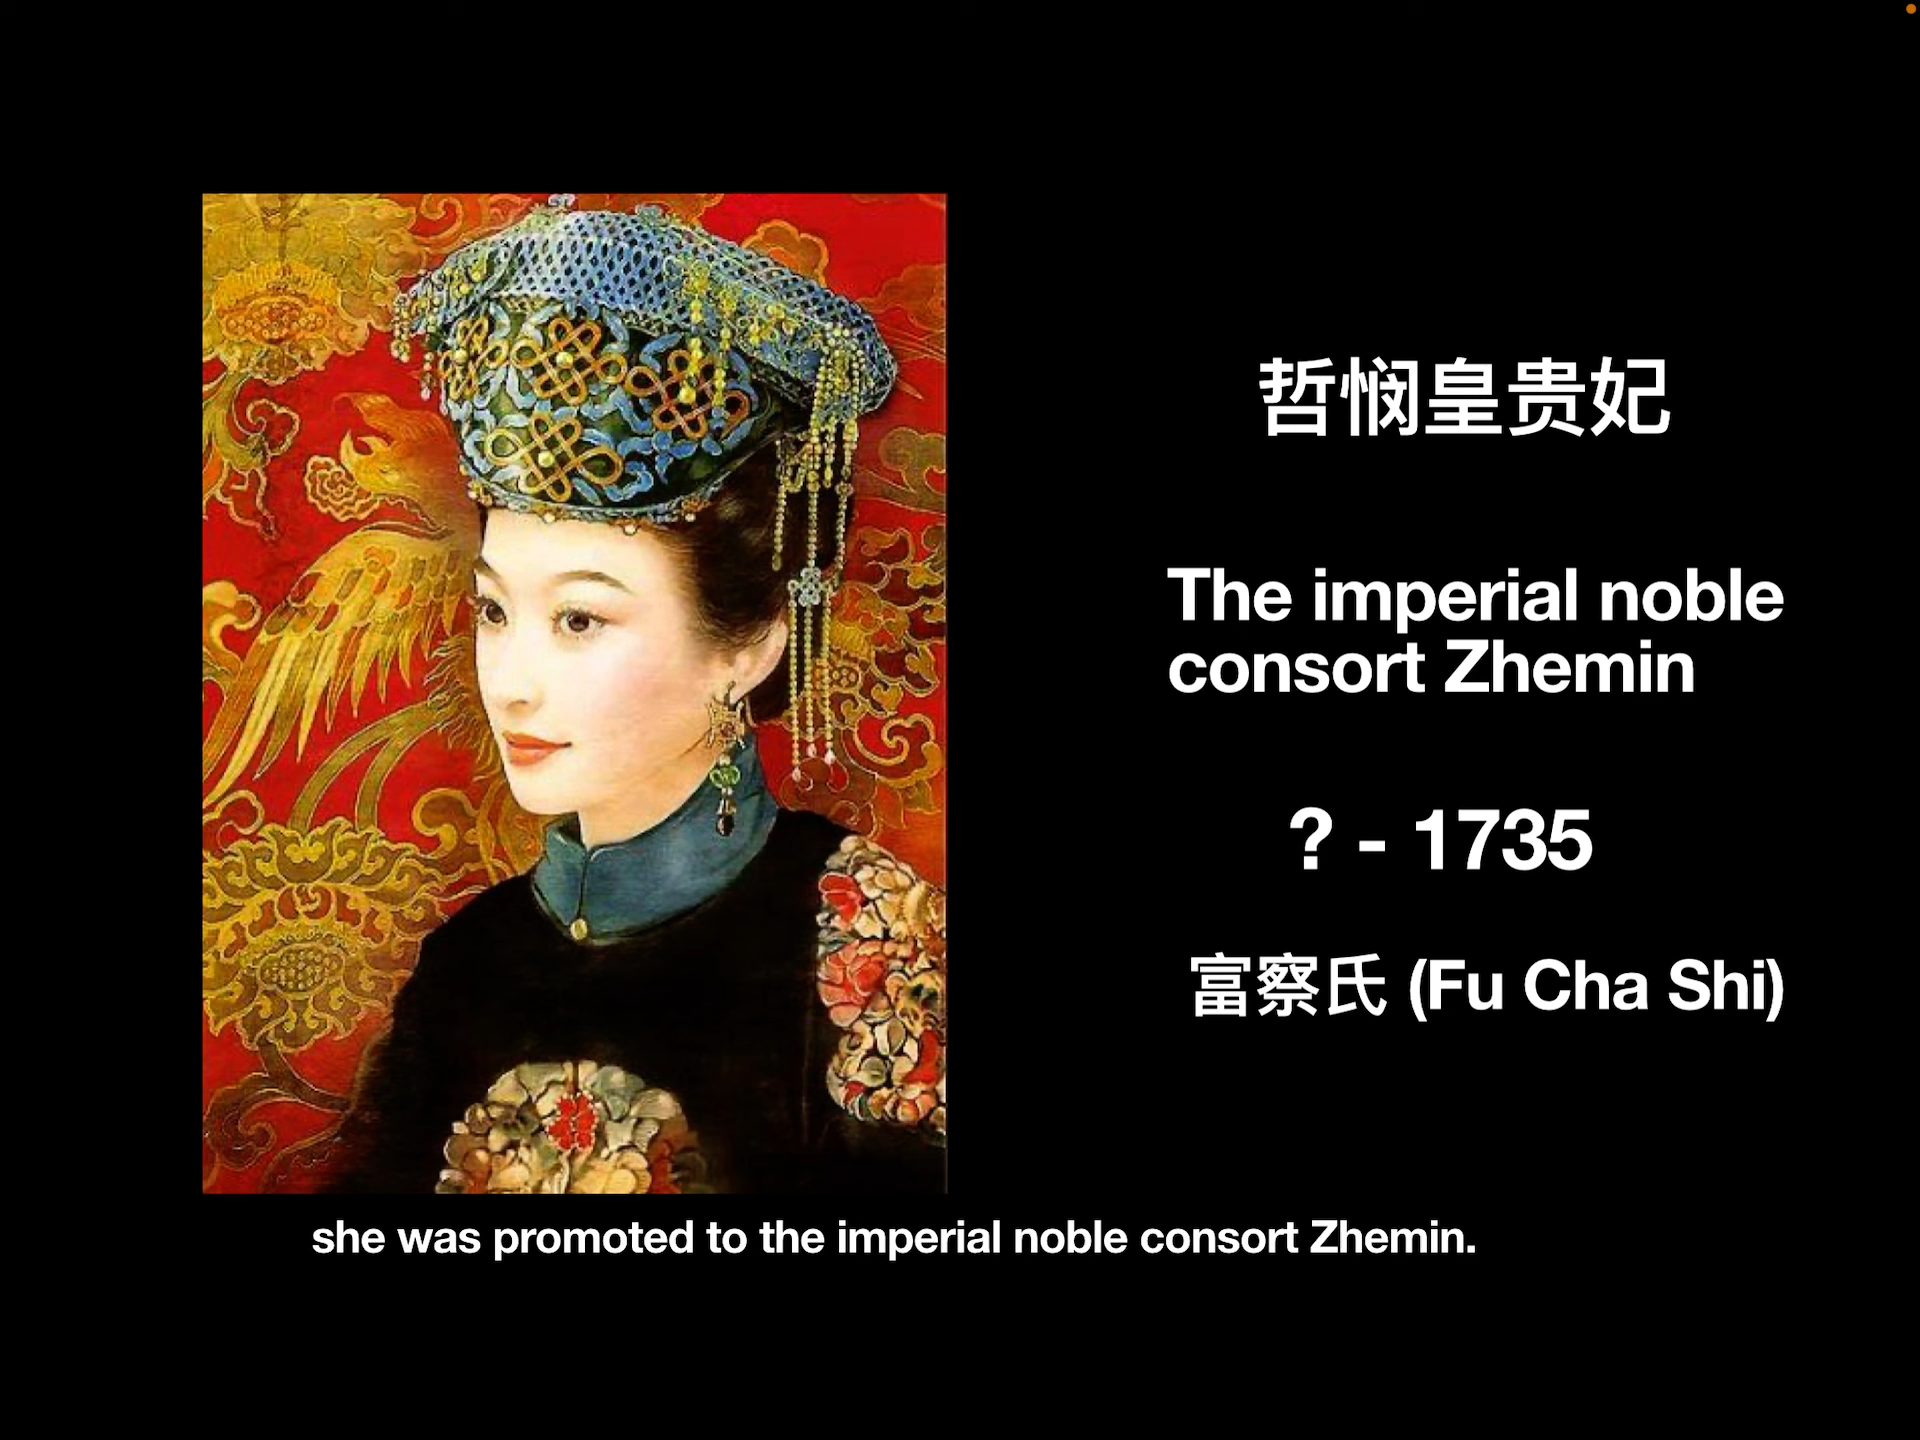 哲悯皇贵妃
The imperial noble
consort Zhemin
? - 1735
富察氏 (Fu Cha Shi)
she was promoted to the imperial noble consort Zhemin.